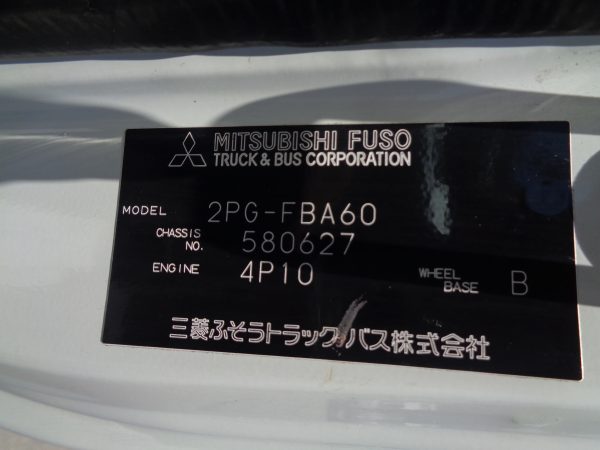 MITSUBISHI FUSO
TRUCK & BUS CORPORATION
MODEL 2PG-FBA60
CHASSIS NO. 580627
ENGINE 4P10
WHEEL BASE B
三菱ふそうトラック・バス株式会社